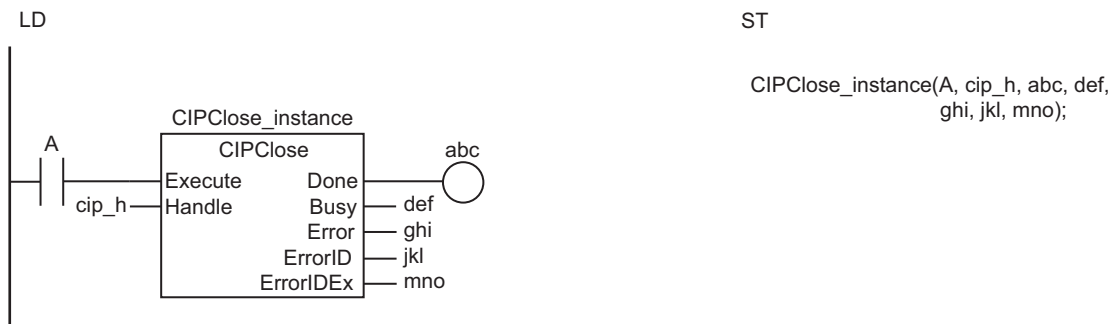 LD
ST
CIPClose_instance(A, cip_h, abc, def,
ghi, jkl, mno);
CIPClose_instance
A
CIPClose
abc
Execute
Done
cip_h
Handle
Busy
def
Error
ghi
ErrorID
jkl
ErrorIDEx
mno